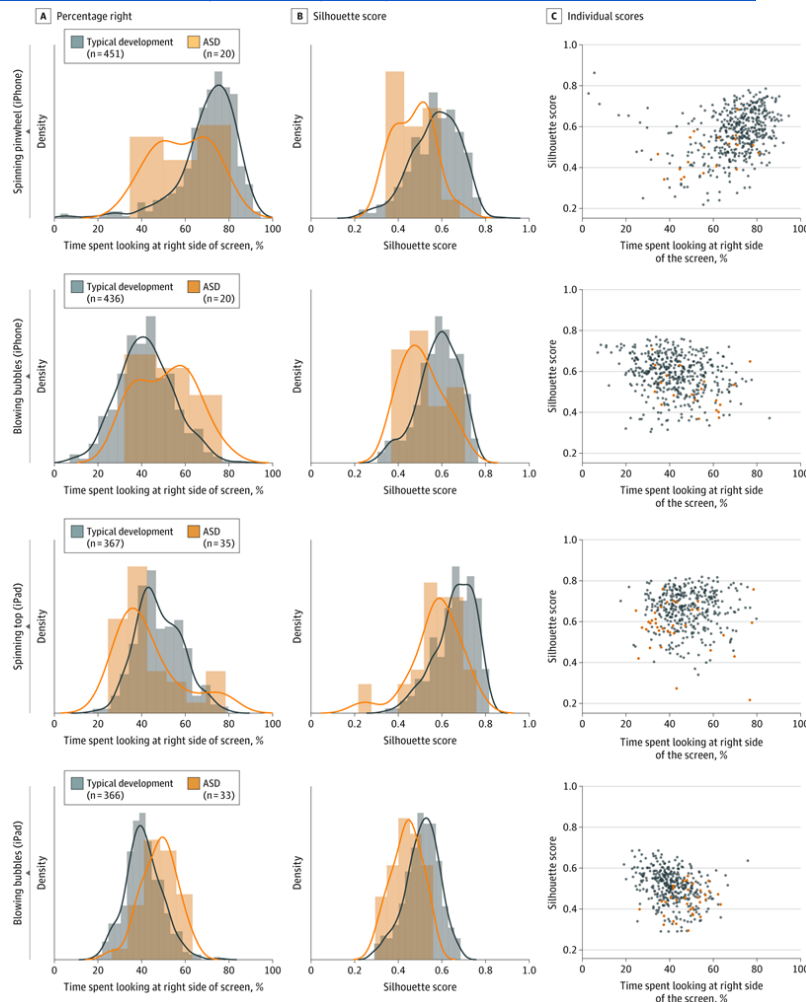 A Percentage right
B Silhouette score
C Individual scores
Spinning pinwheel (iPhone)
Typical development
(n=451)
ASD
(n=20)
Density
0 20 40 60 80 100
Time spent looking at right side of screen, %
Density
0 0.2 0.4 0.6 0.8 1.0
Silhouette score
Silhouette score
1.0
0.8
0.6
0.4
0.2
0 20 40 60 80 100
Time spent looking at right side
of the screen, %
Blowing bubbles (iPhone)
Typical development
(n=436)
ASD
(n=20)
Density
0 20 40 60 80 100
Time spent looking at right side of screen, %
Density
0 0.2 0.4 0.6 0.8 1.0
Silhouette score
Silhouette score
1.0
0.8
0.6
0.4
0.2
0 20 40 60 80 100
Time spent looking at right side
of the screen, %
Spinning top (iPad)
Typical development
(n=367)
ASD
(n=35)
Density
0 20 40 60 80 100
Time spent looking at right side of screen, %
Density
0 0.2 0.4 0.6 0.8 1.0
Silhouette score
Silhouette score
1.0
0.8
0.6
0.4
0.2
0 20 40 60 80 100
Time spent looking at right side
of the screen, %
Blowing bubbles (iPad)
Typical development
(n=366)
ASD
(n=33)
Density
0 20 40 60 80 100
Time spent looking at right side of screen, %
Density
0 0.2 0.4 0.6 0.8 1.0
Silhouette score
Silhouette score
1.0
0.8
0.6
0.4
0.2
0 20 40 60 80 100
Time spent looking at right side
of the screen, %